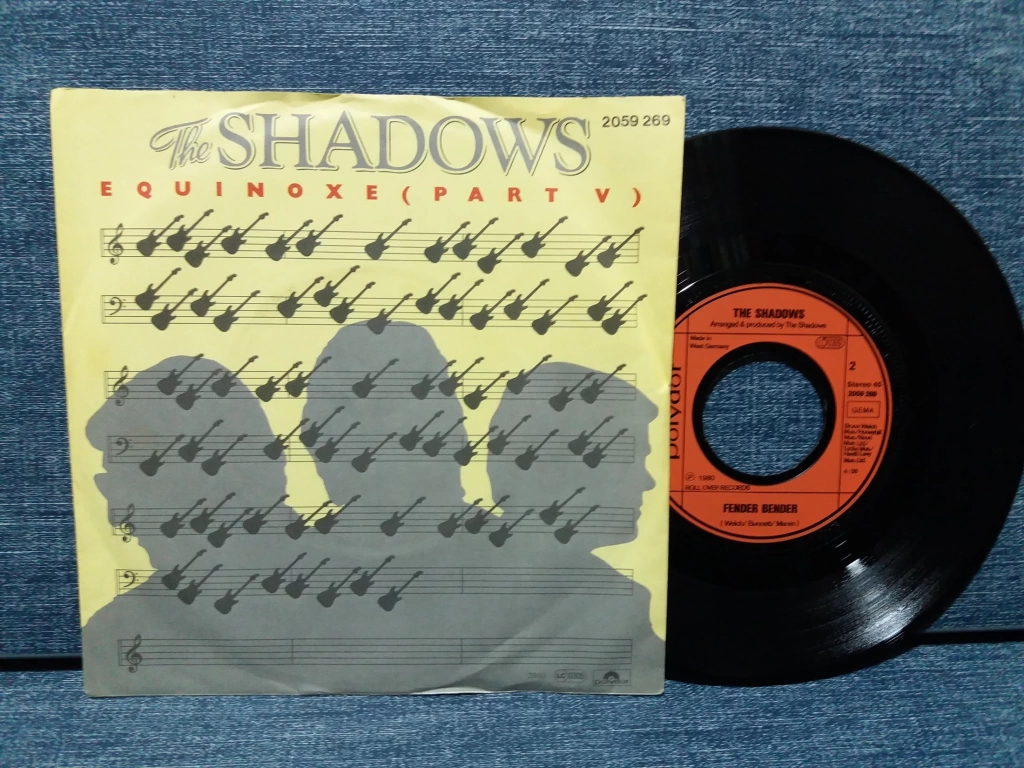 The SHADOWS
2059 269
EQUINOXE (PART V)
THE SHADOWS
Arranged & produced by The Shadows
Made in
West Germany
2
Stereo 45
2059 269
GEMA
polydor
℗ 1980
ROLL OVER RECORDS
FENDER BENDER
(Welch/ Bennett/ Marvin)